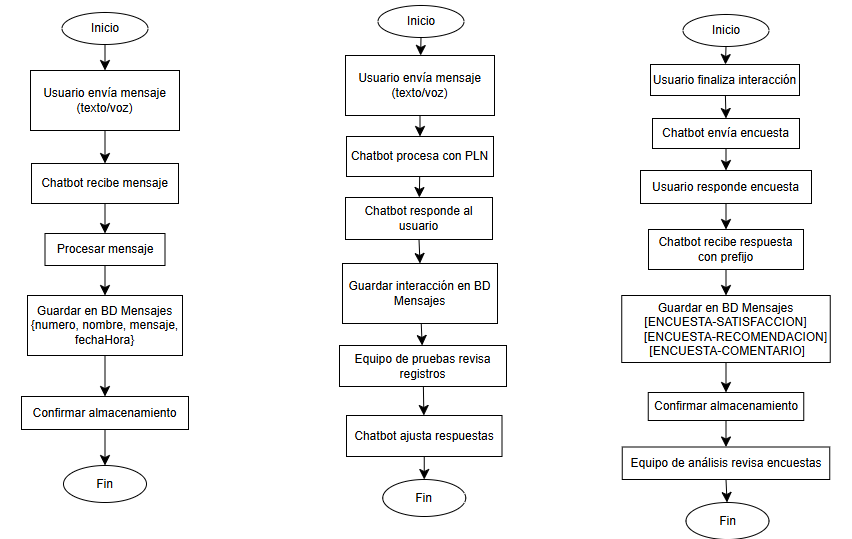 Inicio
Usuario envía mensaje
(texto/voz)
Chatbot recibe mensaje
Procesar mensaje
Guardar en BD Mensajes
{numero, nombre, mensaje,
fechaHora}
Confirmar almacenamiento
Fin
Inicio
Usuario envía mensaje
(texto/voz)
Chatbot procesa con PLN
Chatbot responde al
usuario
Guardar interacción en BD
Mensajes
Equipo de pruebas revisa
registros
Chatbot ajusta respuestas
Fin
Inicio
Usuario finaliza interacción
Chatbot envía encuesta
Usuario responde encuesta
Chatbot recibe respuesta
con prefijo
Guardar en BD Mensajes
[ENCUESTA-SATISFACCION]
[ENCUESTA-RECOMENDACION]
[ENCUESTA-COMENTARIO]
Confirmar almacenamiento
Equipo de análisis revisa encuestas
Fin